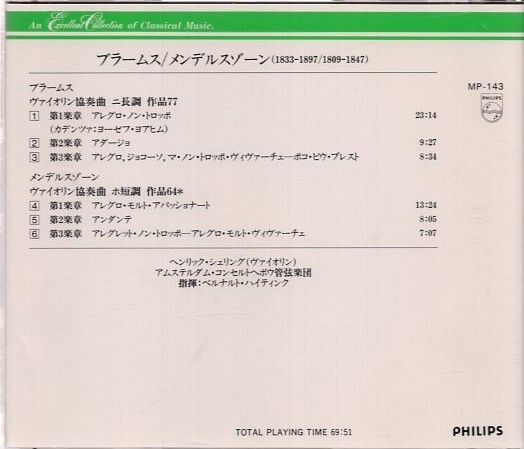 An Excellent Collection of Classical Music.
ブラームス/メンデルスゾーン(1833-1897/1809-1847)
MP-143
PHILIPS
ブラームス
ヴァイオリン協奏曲 ニ長調 作品77
1 第1楽章 アレグロ・ノン・トロッポ 23:14
(カデンツァ:ヨーゼフ・ヨアヒム)
2 第2楽章 アダージョ 9:27
3 第3楽章 アレグロ,ジョコーソ,マ・ノン・トロッポ・ヴィヴァーチェーポコ・ピウ・プレスト 8:34
メンデルスゾーン
ヴァイオリン協奏曲 ホ短調 作品64*
4 第1楽章 アレグロ・モルト・アパッショナート 13:24
5 第2楽章 アンダンテ 8:05
6 第3楽章 アレグレット・ノン・トロッポーアレグロ・モルト・ヴィヴァーチェ 7:07
ヘンリック・シェリング(ヴァイオリン)
アムステルダム・コンセルトヘボウ管弦楽団
指揮:ベルナルト・ハイティンク
TOTAL PLAYING TIME 69:51
PHILIPS